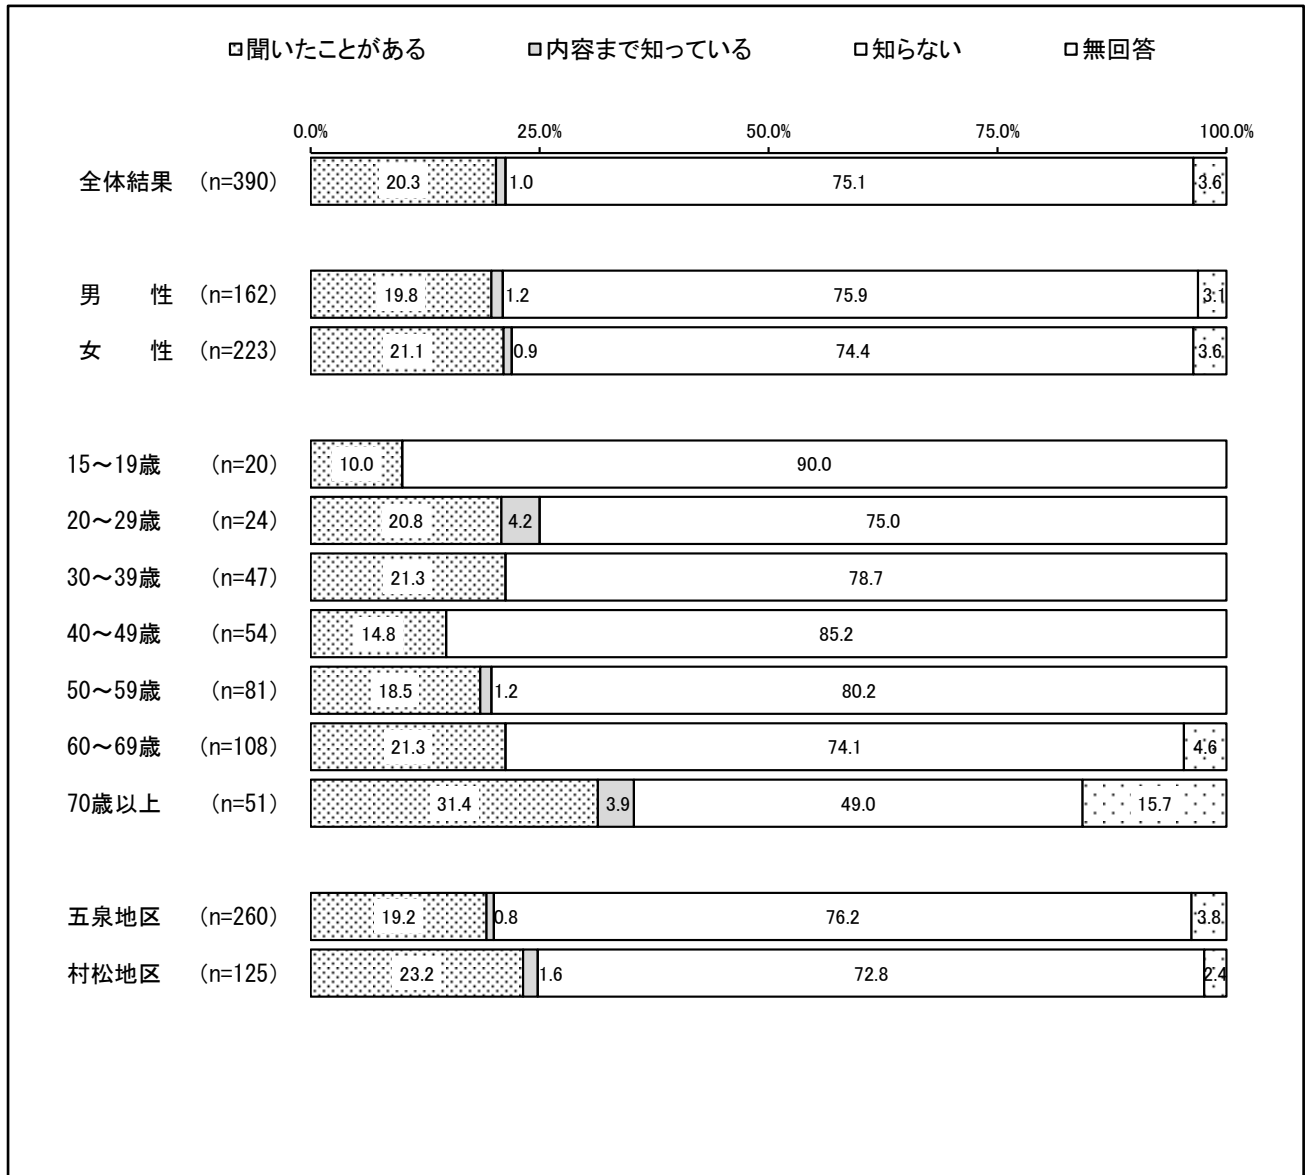 聞いたことがある 内容まで知っている 知らない 無回答
0.0% 25.0% 50.0% 75.0% 100.0%
全体結果 (n=390) 20.3 1.0 75.1 3.6
男　　性 (n=162) 19.8 1.2 75.9 3.1
女　　性 (n=223) 21.1 0.9 74.4 3.6
15～19歳 (n=20) 10.0 90.0
20～29歳 (n=24) 20.8 4.2 75.0
30～39歳 (n=47) 21.3 78.7
40～49歳 (n=54) 14.8 85.2
50～59歳 (n=81) 18.5 1.2 80.2
60～69歳 (n=108) 21.3 74.1 4.6
70歳以上 (n=51) 31.4 3.9 49.0 15.7
五泉地区 (n=260) 19.2 0.8 76.2 3.8
村松地区 (n=125) 23.2 1.6 72.8 2.4